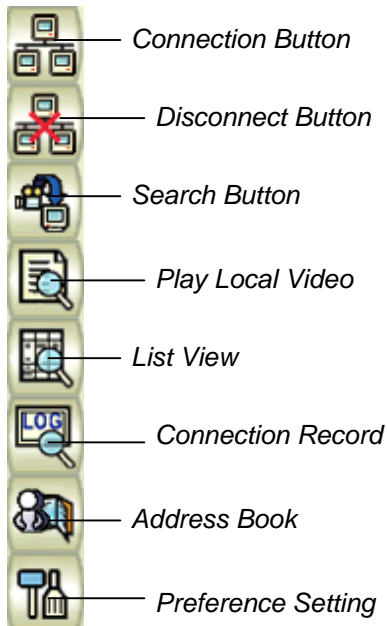 Connection Button
Disconnect Button
Search Button
Play Local Video
List View
LOG
Connection Record
Address Book
Preference Setting